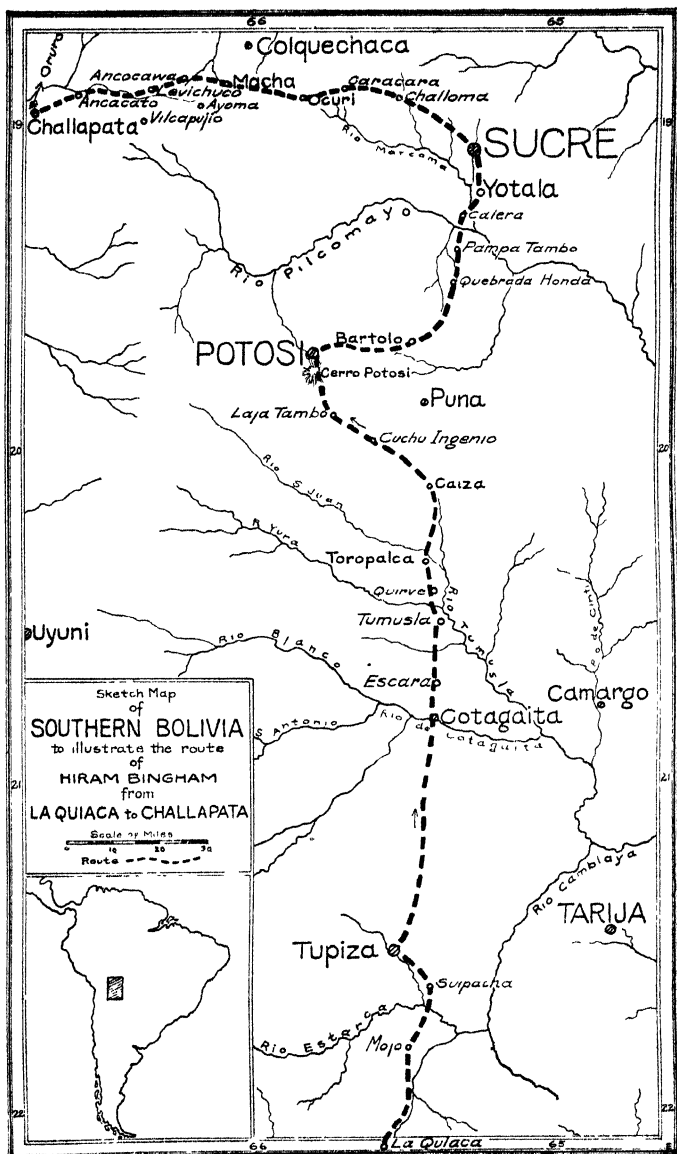 66 65
Oruro
Colquechaca
Ancocawa
Macha
Caracara
Levichuco
Ancacato
Ayoma
Ocuri
Challoma
19
Challapata
Vilcapujio
19
Rio Marcoma
SUCRE
Yotala
Calera
Rio Pilcomayo
Pampa Tambo
Quebrada Honda
Bartolo
POTOSI
Cerro Potosi
Puna
Laja Tambo
Cuchu Ingenio
20
20
Rio S Juan
Caiza
R Yura
Toropalca
Quirve
Rio Tumusla
Tumusla
Rio de Cinti
Uyuni
Rio Blanco
Escara
Camargo
Cotagaita
S Antonio
Rio de Cotagaita
Sketch Map
of
SOUTHERN BOLIVIA
to illustrate the route
of
HIRAM BINGHAM
from
LA QUIACA to CHALLAPATA
Scale of Miles
0 10 20 30
Route
21
21
Rio Camblaya
TARIJA
Tupiza
Suipacha
Rio Estarca
Mojo
22
22
La Quiaca
66 65